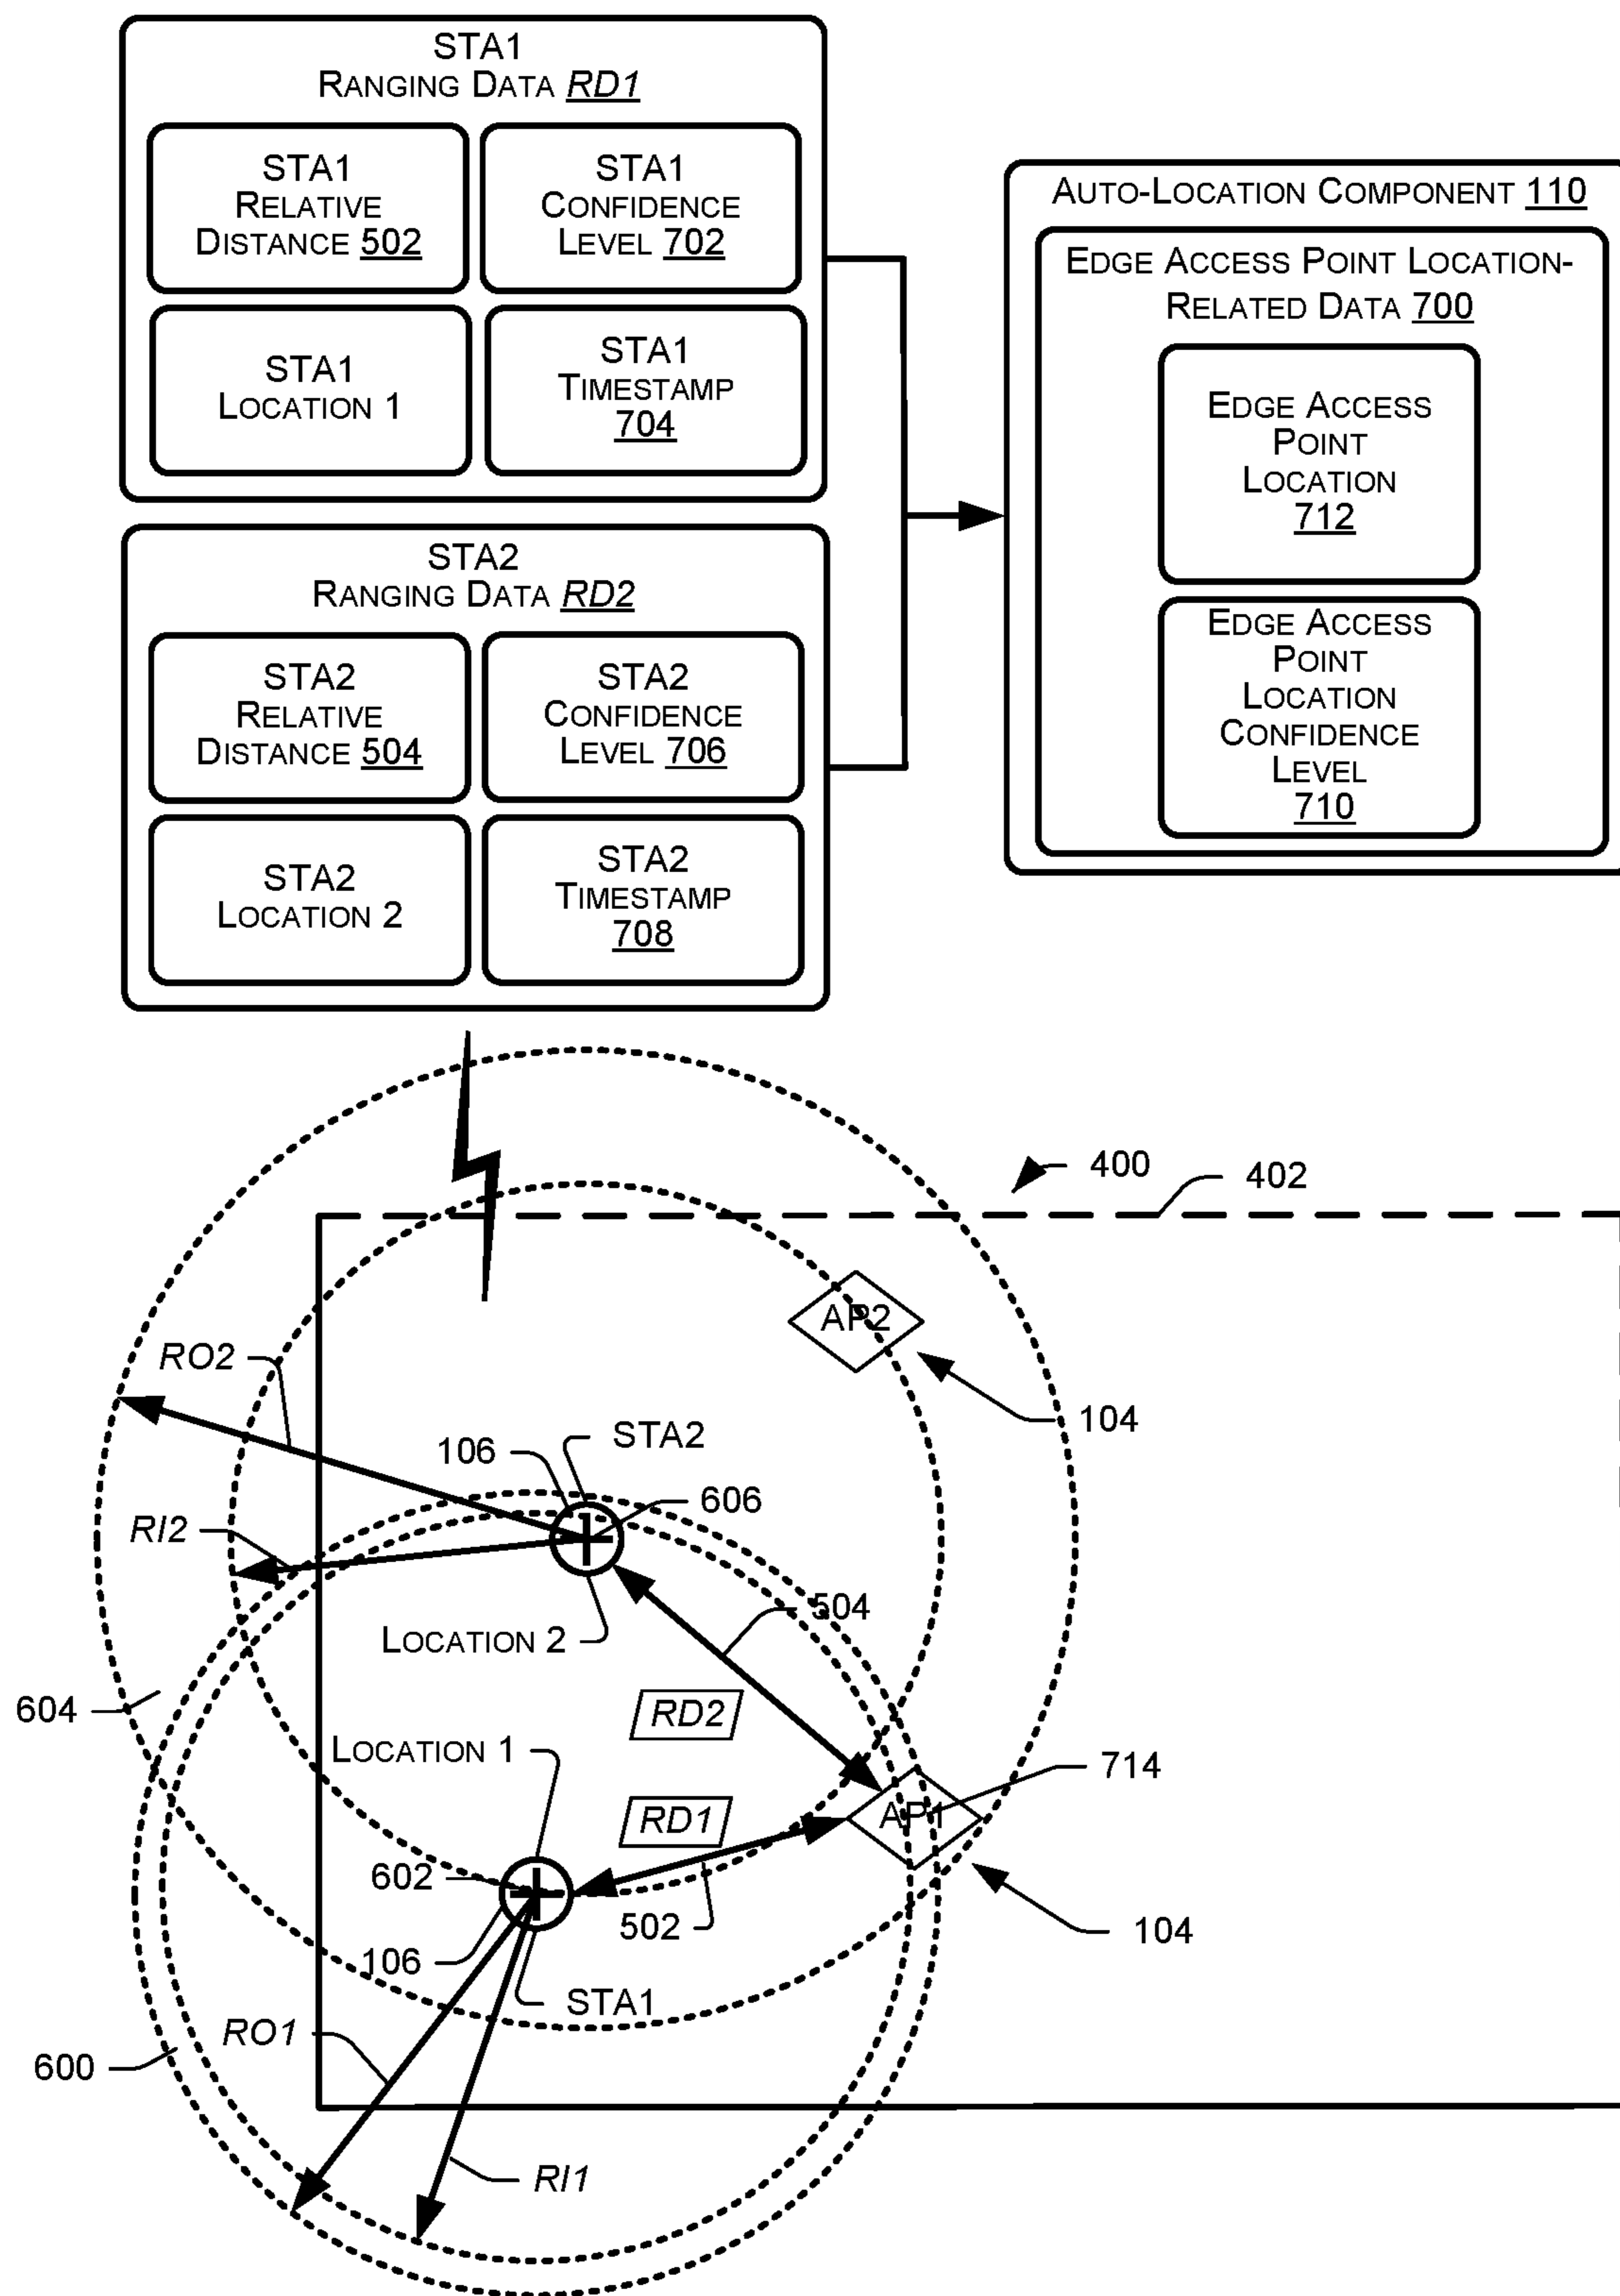 STA1
RANGING DATA RD1
STA1
RELATIVE
DISTANCE 502
STA1
CONFIDENCE
LEVEL 702
STA1
LOCATION 1
STA1
TIMESTAMP
704
STA2
RANGING DATA RD2
STA2
RELATIVE
DISTANCE 504
STA2
CONFIDENCE
LEVEL 706
STA2
LOCATION 2
STA2
TIMESTAMP
708
AUTO-LOCATION COMPONENT 110
EDGE ACCESS POINT LOCATION-
RELATED DATA 700
EDGE ACCESS
POINT
LOCATION
712
EDGE ACCESS
POINT
LOCATION
CONFIDENCE
LEVEL
710
400
402
AP2
RO2
104
STA2
106
606
RI2
504
LOCATION 2
604
RD2
LOCATION 1
714
RD1
AP1
602
502
104
106
STA1
RO1
600
RI1